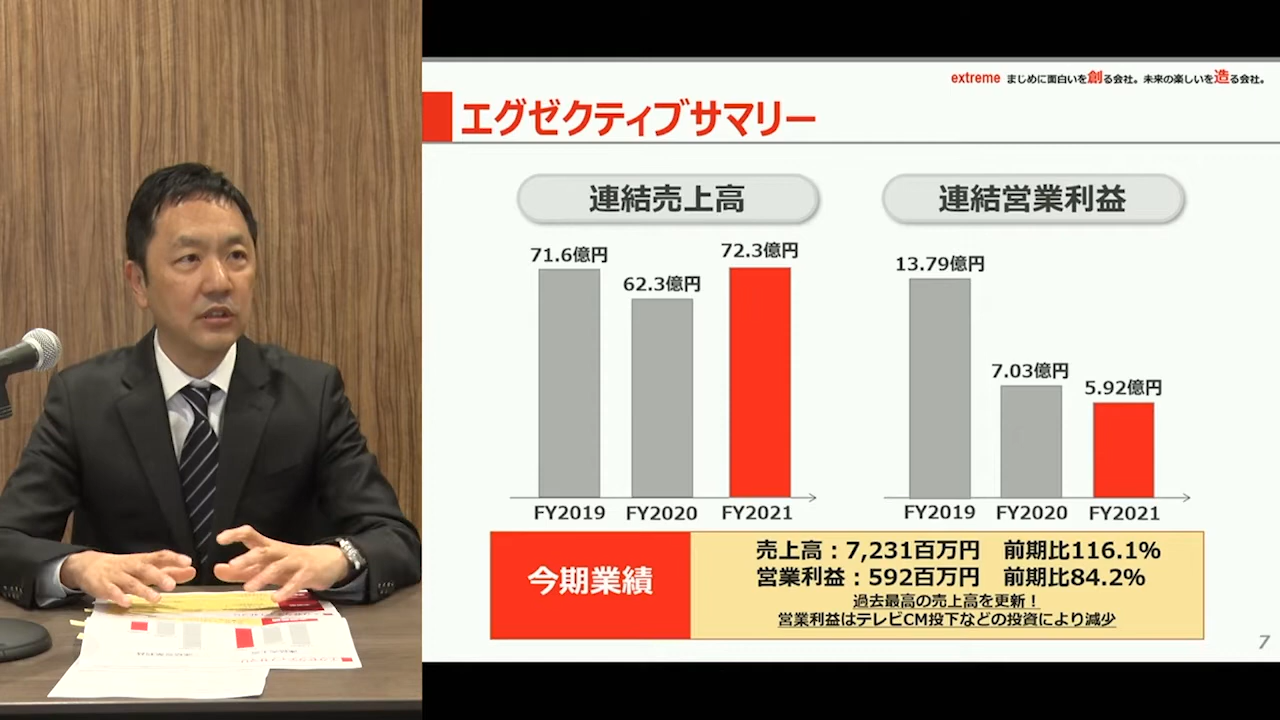 extreme まじめに面白いを創る会社。未来の楽しいを造る会社。
エグゼクティブサマリー
連結売上高
71.6億円
62.3億円
72.3億円
FY2019 FY2020 FY2021
連結営業利益
13.79億円
7.03億円
5.92億円
FY2019 FY2020 FY2021
今期業績
売上高：7,231百万円 前期比116.1%
営業利益：592百万円 前期比84.2%
過去最高の売上高を更新！
営業利益はテレビCM投下などの投資により減少
7